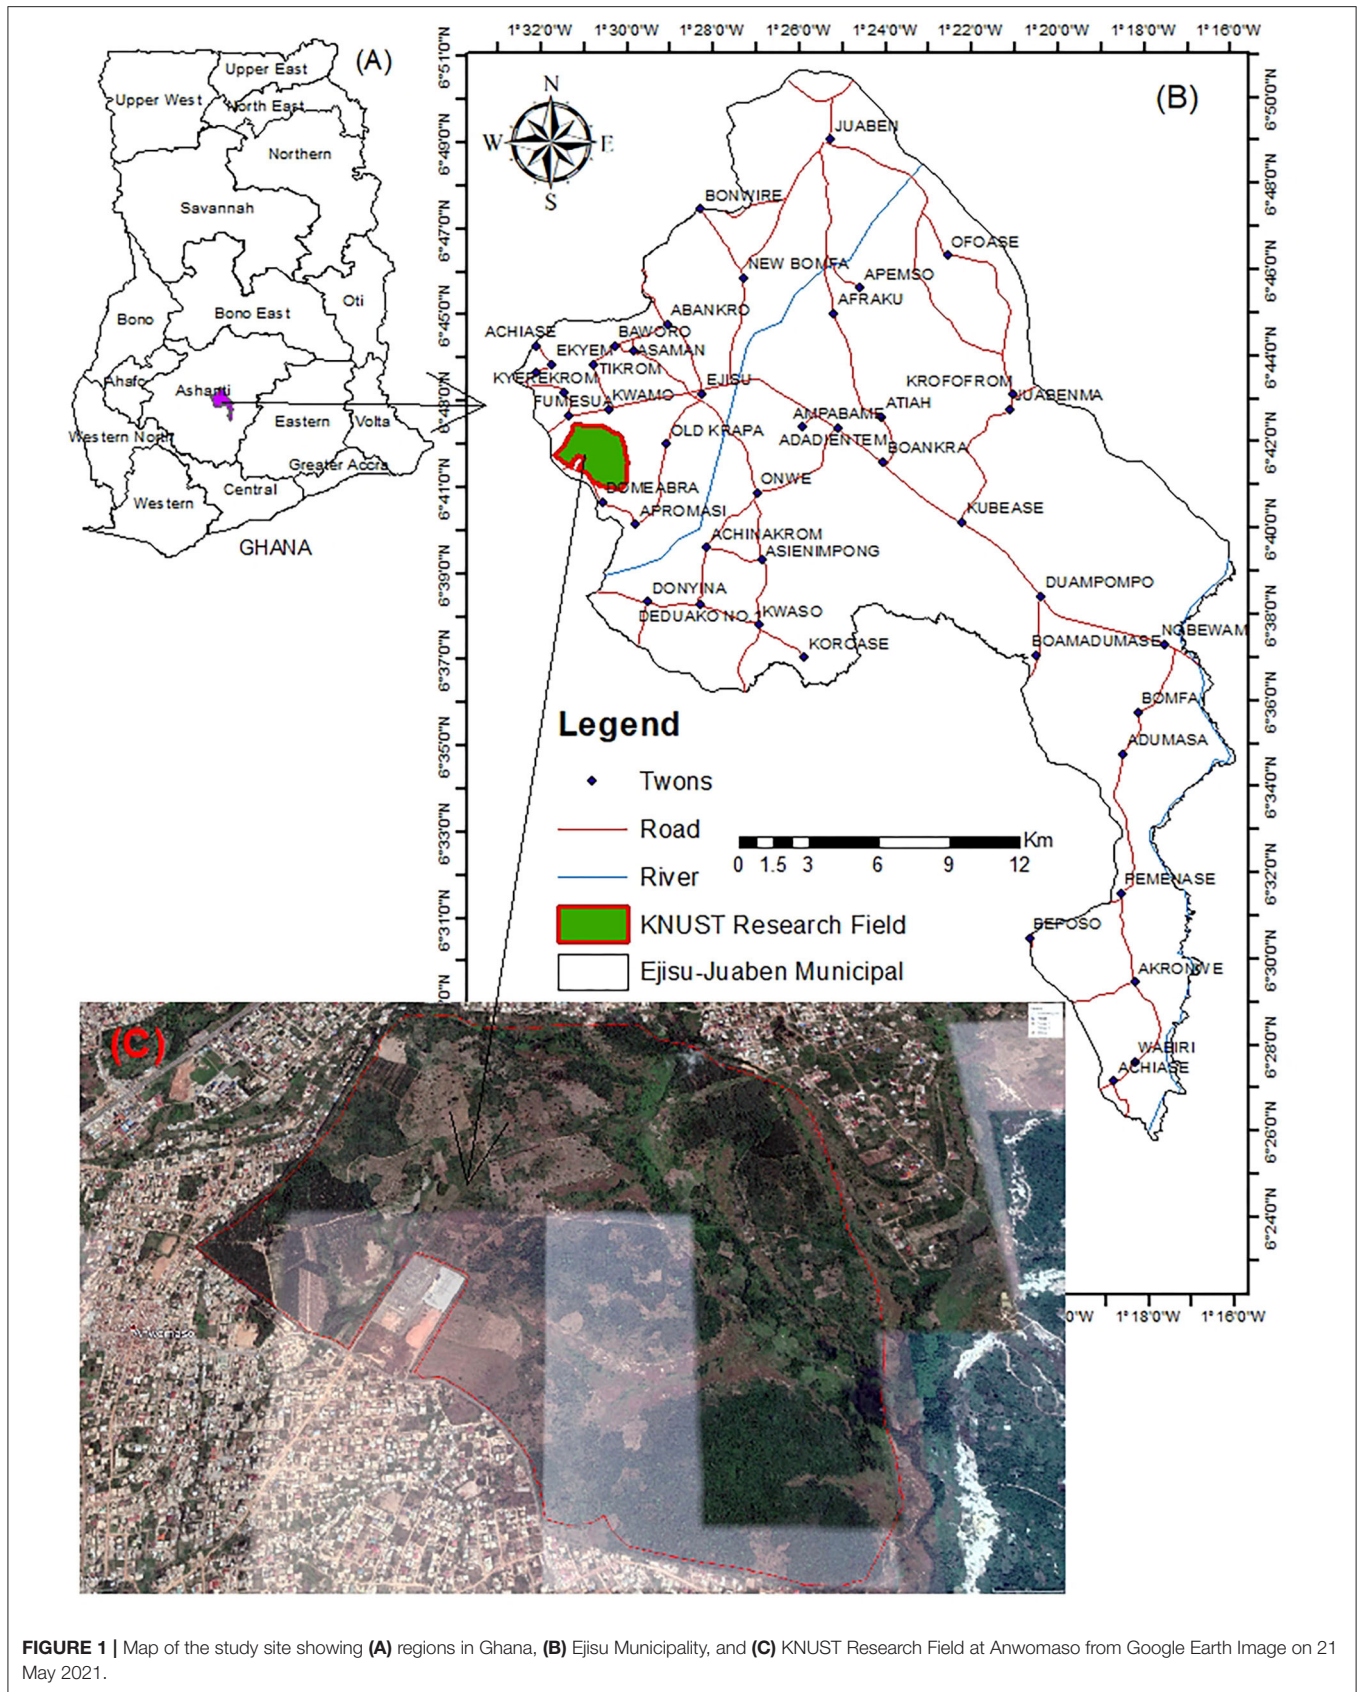 (A)
Upper East
Upper West
North East
Northern
Savannah
Oti
Bono
Bono East
Ahafo
Ashanti
Eastern
Volta
Western North
Greater Accra
Central
Western
GHANA
1°32'0"W 1°30'0"W 1°28'0"W 1°26'0"W 1°24'0"W 1°22'0"W 1°20'0"W 1°18'0"W 1°16'0"W
6°51'0"N
6°49'0"N
6°47'0"N
6°45'0"N
6°43'0"N
6°41'0"N
6°39'0"N
6°37'0"N
6°35'0"N
6°33'0"N
6°31'0"N
(B)
N
W E
S
JUABEN
BONWIRE
OFOASE
NEW BOMFA
APEMSO
AFRAKU
ABANKRO
ACHIASE
BAWORO
EKYEM
ASAMAN
TIKROM
KYEREKROM
EJISU
KROFOFROM
JUABENMA
FUMESUA
KWAMO
ATIAH
AMPABAME
OLD KRAPA
ADADIENTEM
BOANKRA
ONWE
DOMEABRA
KUBEASE
APROMASI
ACHINAKROM
ASIENIMPONG
DUAMPOMPO
DONYINA
DEDUAKO NO. 1
KWASO
NOBEWAM
BOAMADUMASE
KOROASE
BOMFA
ADUMASA
PEMENASE
BEPOSO
AKRONWE
WABIRI
ACHIASE
6°50'0"N
6°48'0"N
6°46'0"N
6°44'0"N
6°42'0"N
6°40'0"N
6°38'0"N
6°36'0"N
6°34'0"N
6°32'0"N
6°30'0"N
6°28'0"N
6°26'0"N
6°24'0"N
Legend
Twons
Road
River
KNUST Research Field
Ejisu-Juaben Municipal
Km
0 1.5 3 6 9 12
(C)
0'0"W 1°18'0"W 1°16'0"W
FIGURE 1 | Map of the study site showing (A) regions in Ghana, (B) Ejisu Municipality, and (C) KNUST Research Field at Anwomaso from Google Earth Image on 21
May 2021.